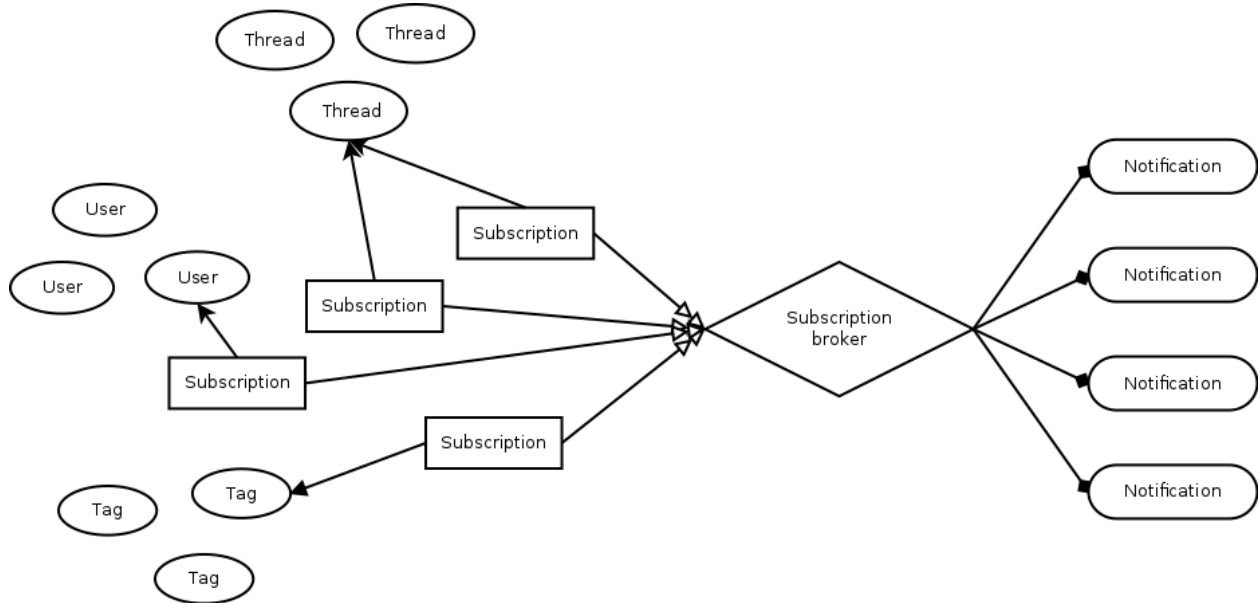 Thread
Thread
Thread
User
User
User
Subscription
Subscription
Subscription
Subscription
Tag
Tag
Tag
Subscription
broker
Notification
Notification
Notification
Notification